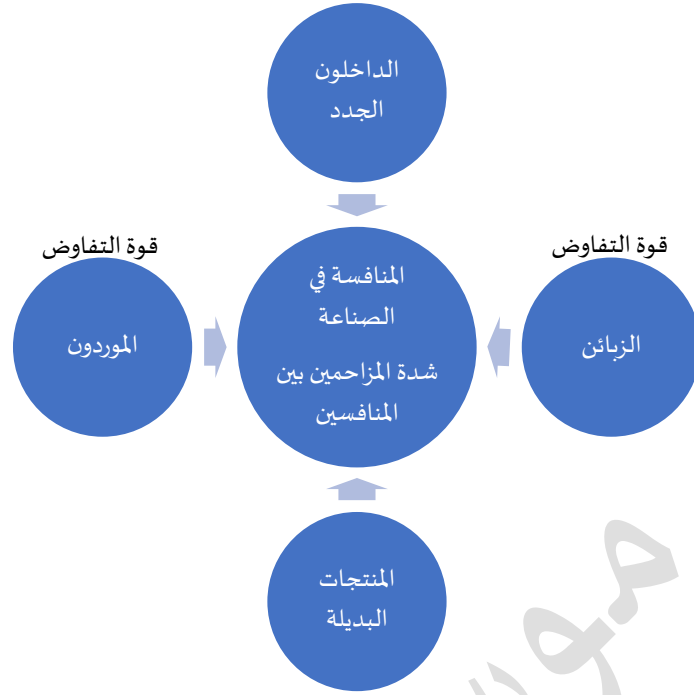 الداخلون
الجدد
قوة التفاوض
قوة التفاوض
الزبائن
المنافسة في
الصناعة
شدة المزاحمين بين
المنافسين
الموردون
المنتجات
البديلة